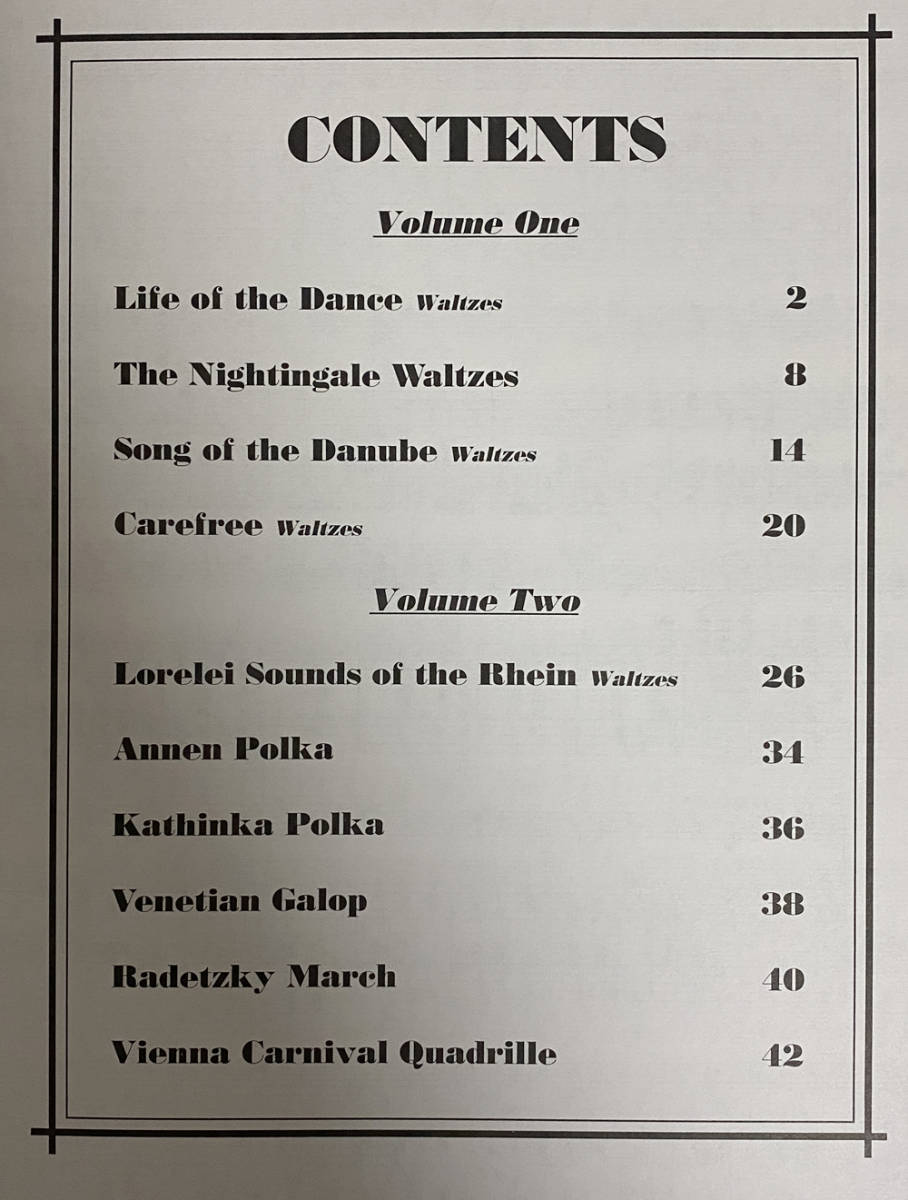 CONTENTS
Volume One
Life of the Dance Waltzes 2
The Nightingale Waltzes 8
Song of the Danube Waltzes 14
Carefree Waltzes 20
Volume Two
Lorelei Sounds of the Rhein Waltzes 26
Annen Polka 34
Kathinka Polka 36
Venetian Galop 38
Radetzky March 40
Vienna Carnival Quadrille 42